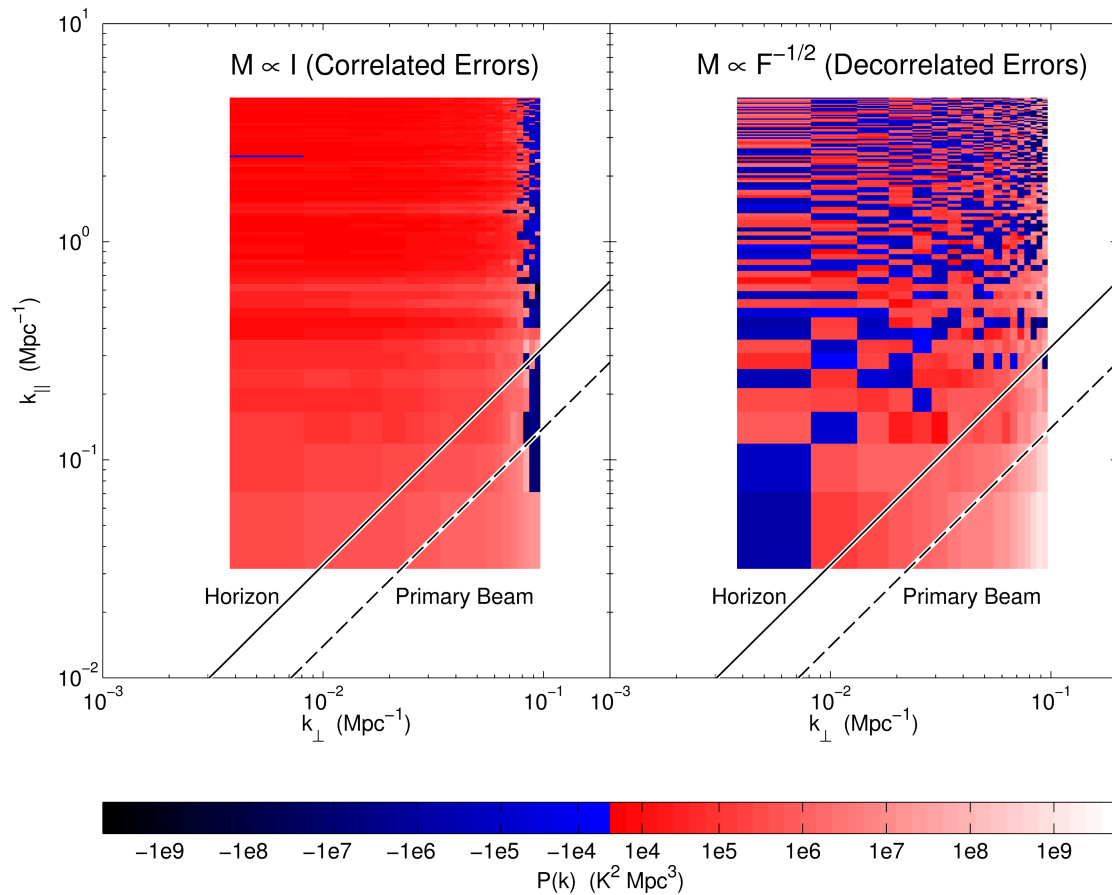 M ∝ I (Correlated Errors)
M ∝ F^{-1/2} (Decorrelated Errors)
10^1
10^0
10^{-1}
10^{-2}
k_{||} (Mpc^{-1})
Horizon
Primary Beam
Horizon
Primary Beam
10^{-3}
10^{-2}
10^{-1}
10^{-3}
10^{-2}
10^{-1}
k_⊥ (Mpc^{-1})
k_⊥ (Mpc^{-1})
-1e9 -1e8 -1e7 -1e6 -1e5 -1e4 1e4 1e5 1e6 1e7 1e8 1e9
P(k) (K^2 Mpc^3)